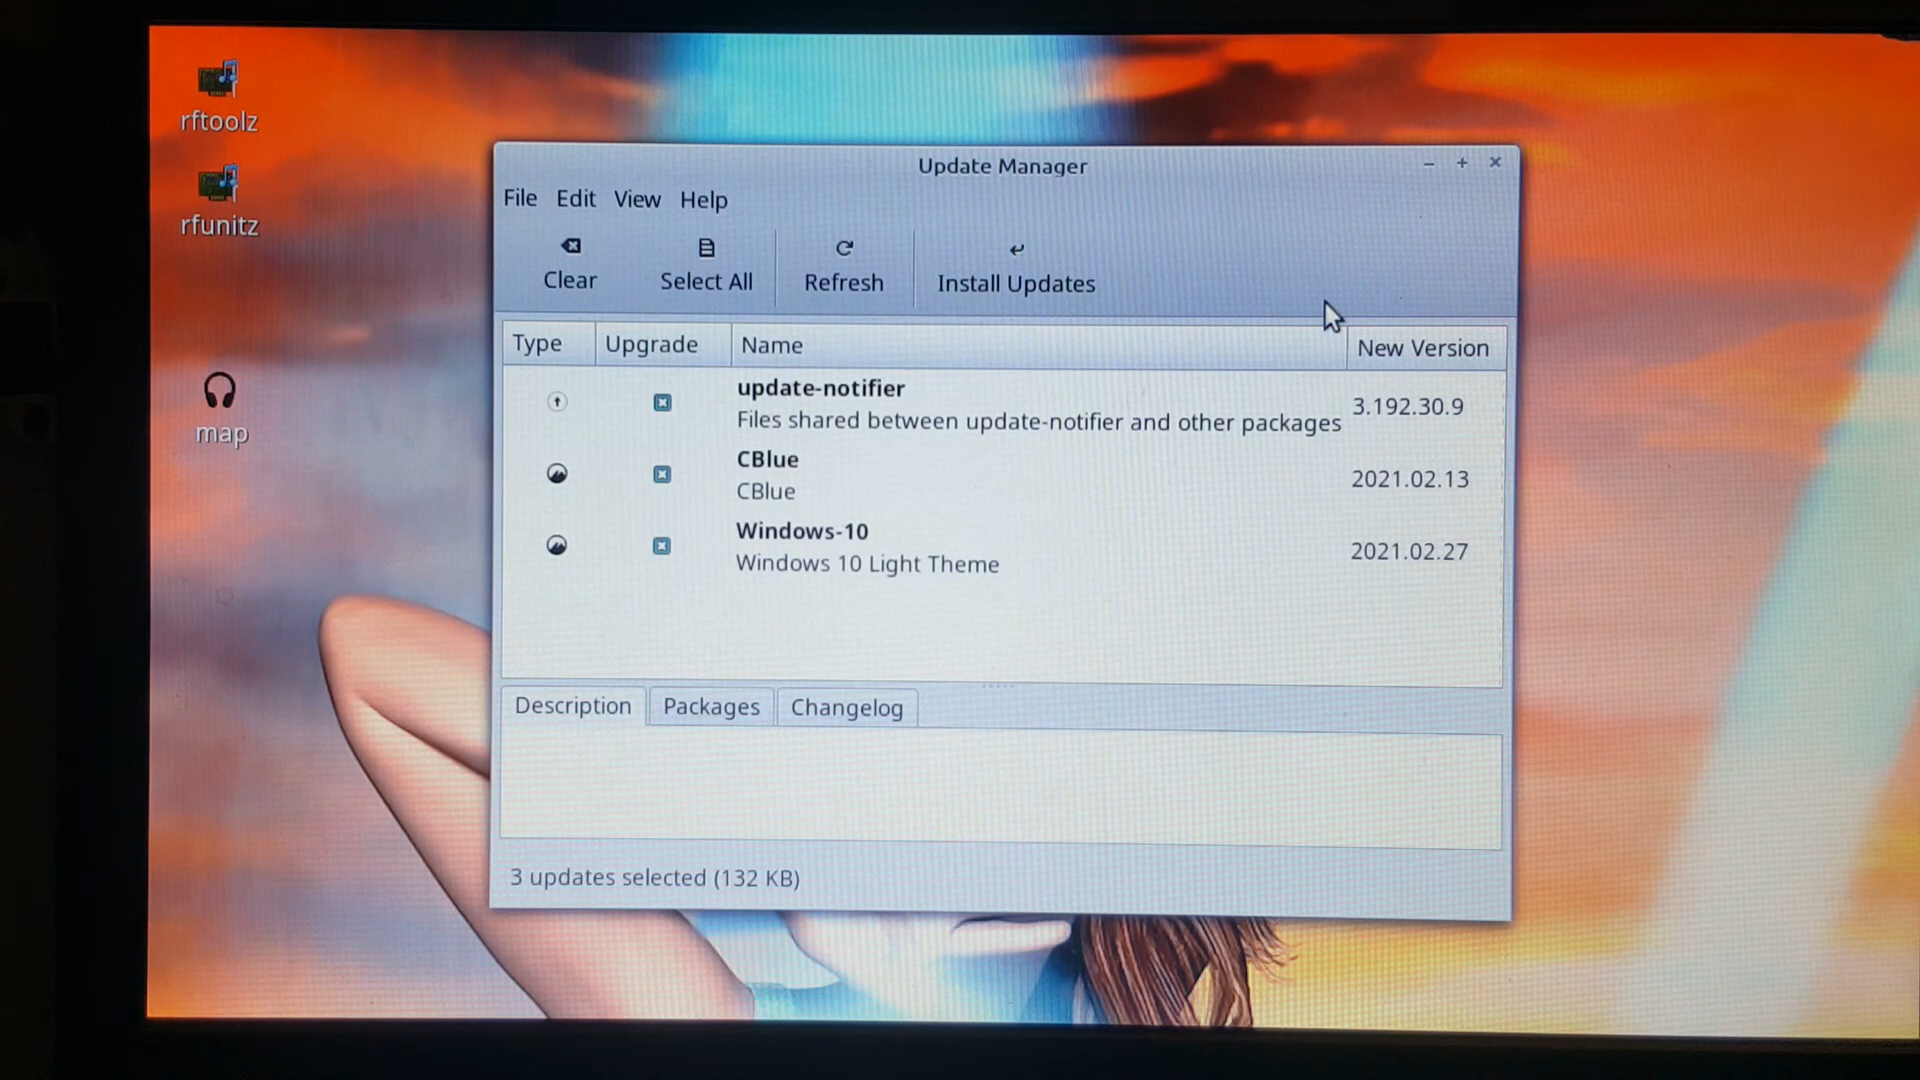 rftoolz
rfunitz
map
Update Manager
File Edit View Help
Clear Select All Refresh Install Updates
Type Upgrade Name New Version
update-notifier
Files shared between update-notifier and other packages 3.192.30.9
CBlue
CBlue 2021.02.13
Windows-10
Windows 10 Light Theme 2021.02.27
Description Packages Changelog
3 updates selected (132 KB)